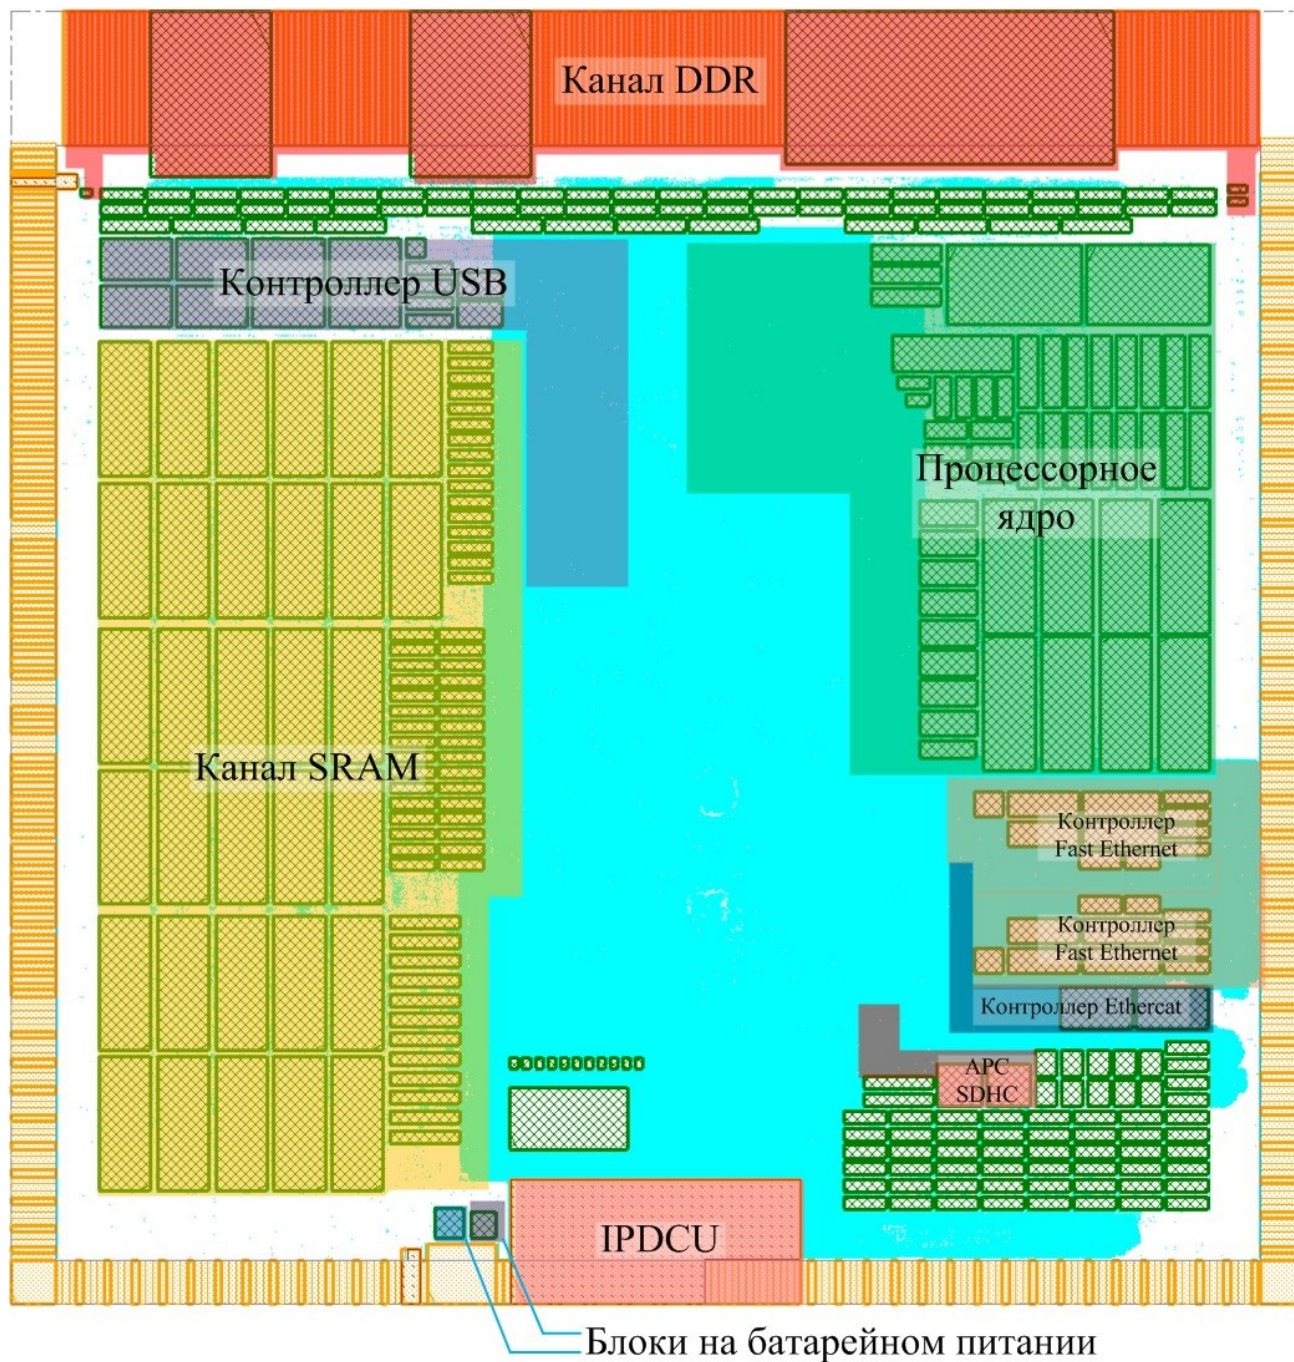 Канал DDR
Контроллер USB
Процессорное
ядро
Канал SRAM
Контроллер
Fast Ethernet
Контроллер
Fast Ethernet
Контроллер Ethercat
АРС
SDHC
IPDCU
Блоки на батарейном питании